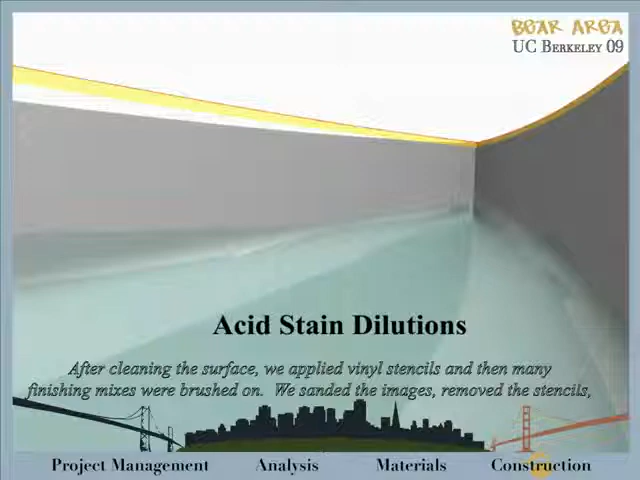 BEAR AREA
UC BERKELEY 09
Acid Stain Dilutions
After cleaning the surface, we applied vinyl stencils and then many
finishing mixes were brushed on. We sanded the images, removed the stencils,
Project Management Analysis Materials Construction